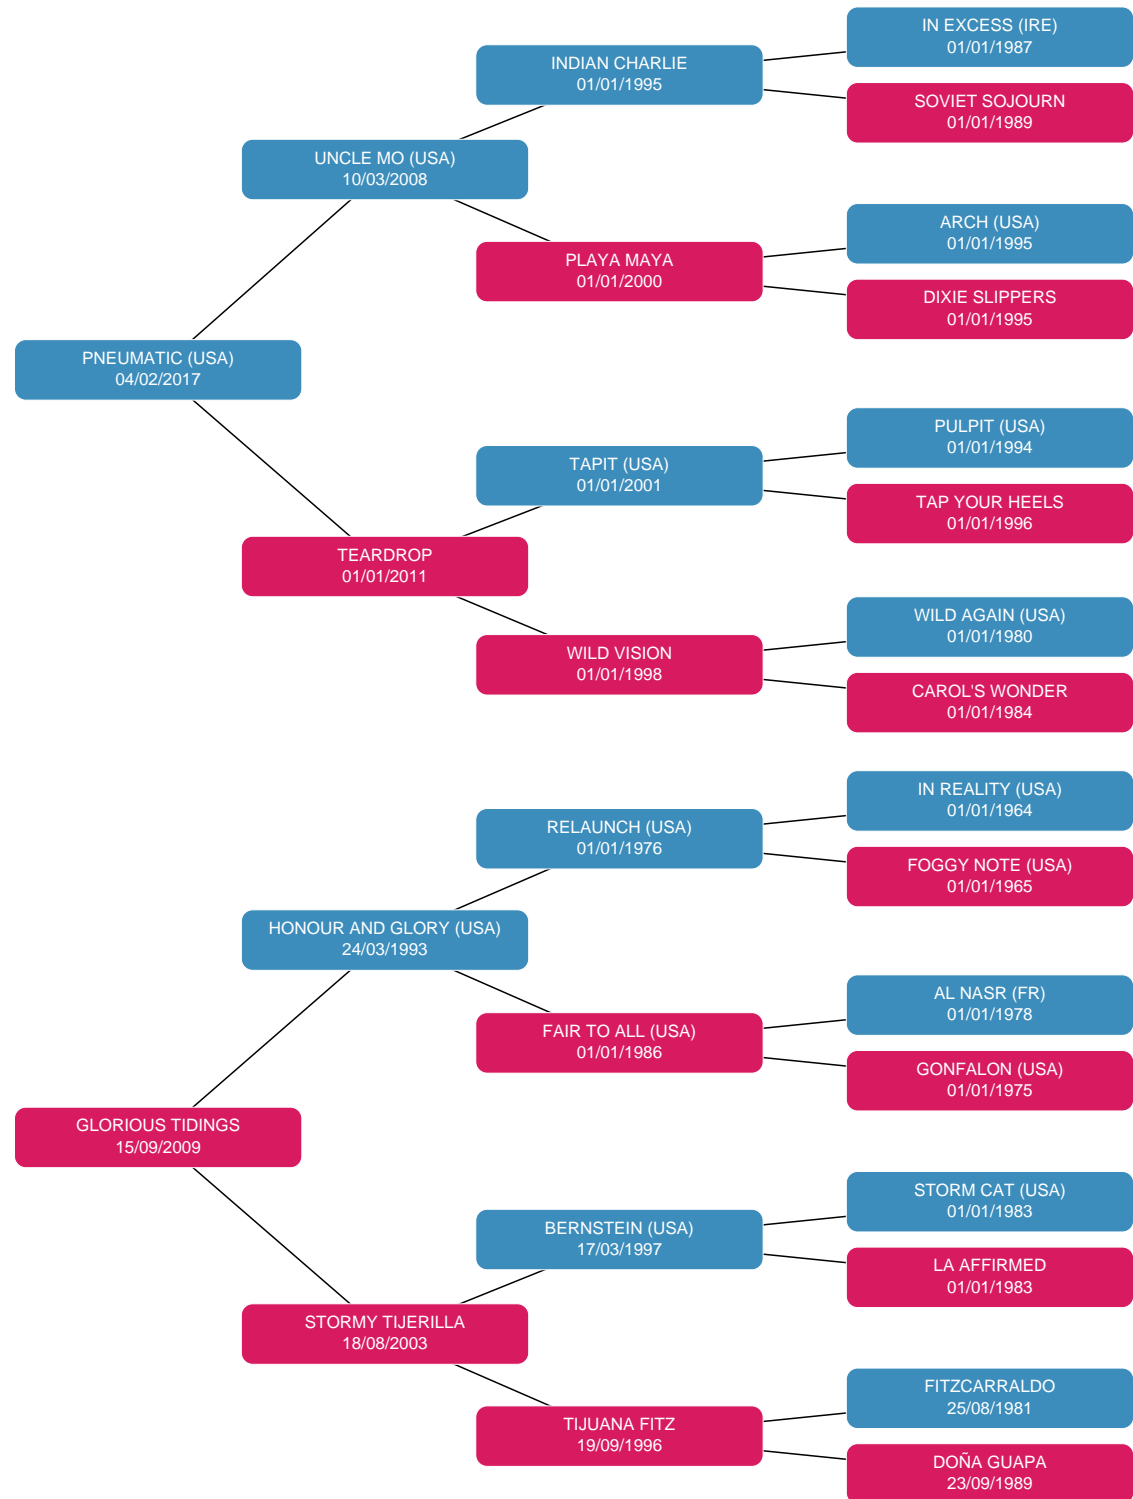 IN EXCESS (IRE)
01/01/1987
INDIAN CHARLIE
01/01/1995
SOVIET SOJOURN
01/01/1989
UNCLE MO (USA)
10/03/2008
ARCH (USA)
01/01/1995
PLAYA MAYA
01/01/2000
DIXIE SLIPPERS
01/01/1995
PNEUMATIC (USA)
04/02/2017
PULPIT (USA)
01/01/1994
TAPIT (USA)
01/01/2001
TAP YOUR HEELS
01/01/1996
TEARDROP
01/01/2011
WILD AGAIN (USA)
01/01/1980
WILD VISION
01/01/1998
CAROL'S WONDER
01/01/1984
IN REALITY (USA)
01/01/1964
RELAUNCH (USA)
01/01/1976
FOGGY NOTE (USA)
01/01/1965
HONOUR AND GLORY (USA)
24/03/1993
AL NASR (FR)
01/01/1978
FAIR TO ALL (USA)
01/01/1986
GONFALON (USA)
01/01/1975
GLORIOUS TIDINGS
15/09/2009
STORM CAT (USA)
01/01/1983
BERNSTEIN (USA)
17/03/1997
LA AFFIRMED
01/01/1983
STORMY TIJERILLA
18/08/2003
FITZCARRALDO
25/08/1981
TIJUANA FITZ
19/09/1996
DOÑA GUAPA
23/09/1989